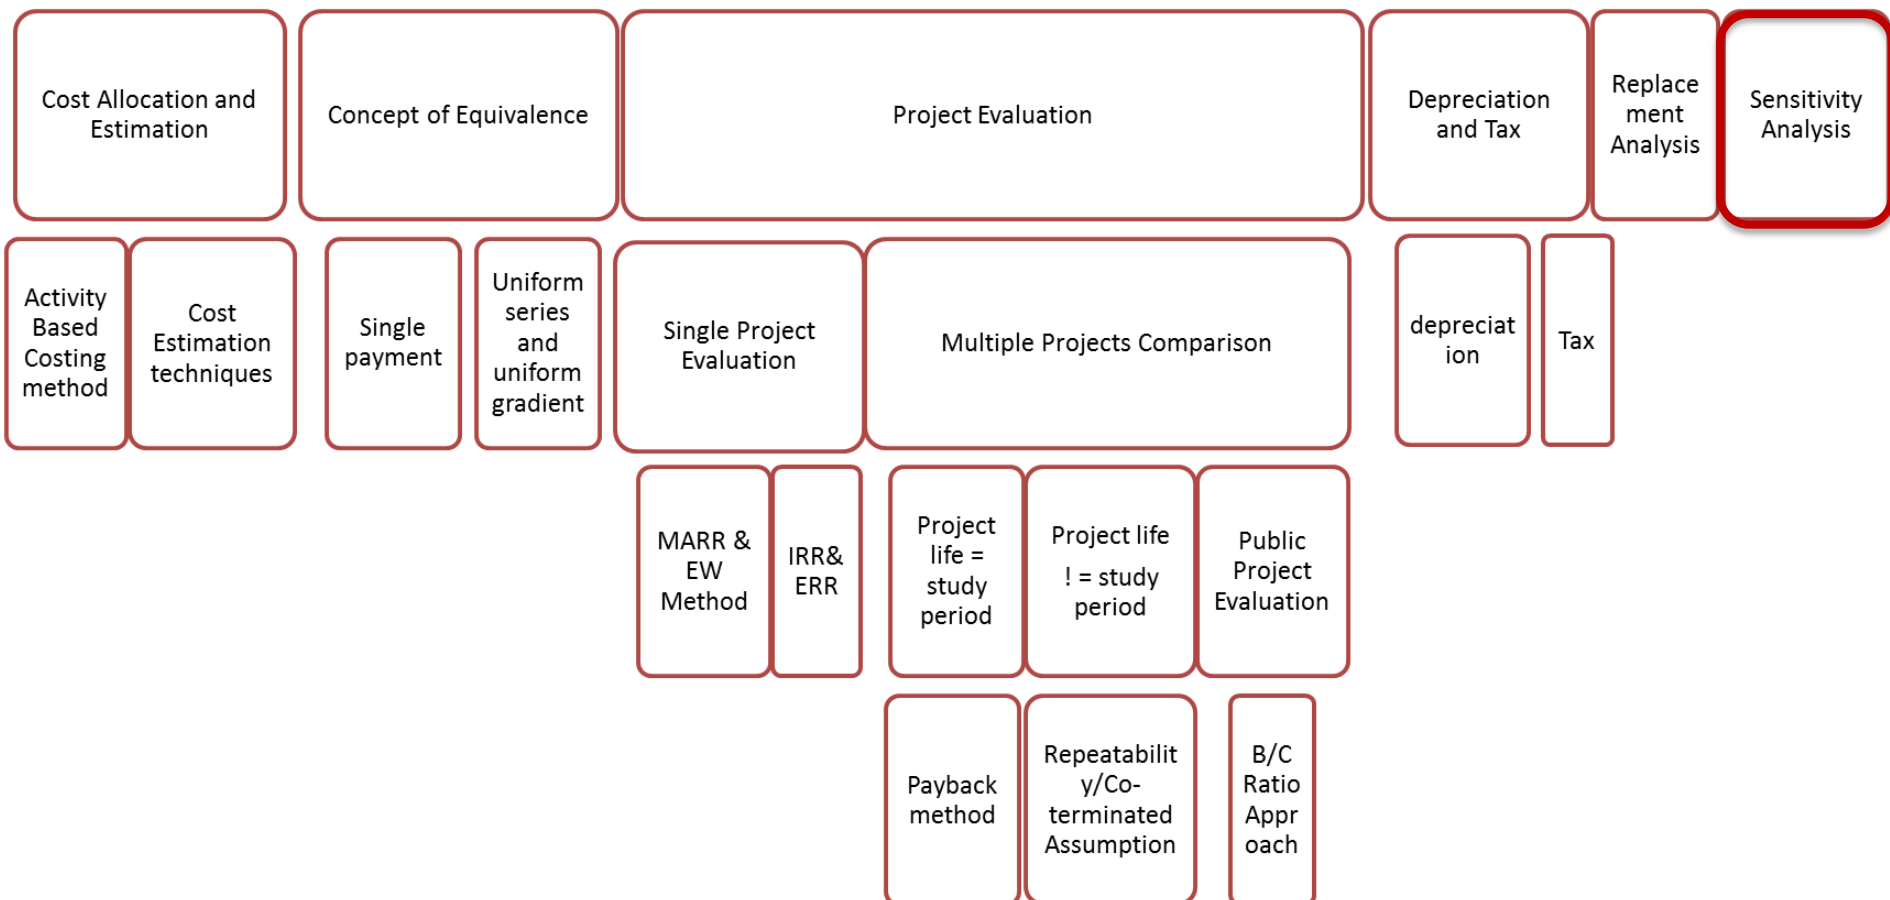 Cost Allocation and
Estimation
Concept of Equivalence
Project Evaluation
Depreciation
and Tax
Replace
ment
Analysis
Sensitivity
Analysis
Activity
Based
Costing
method
Cost
Estimation
techniques
Single
payment
Uniform
series
and
uniform
gradient
Single Project
Evaluation
Multiple Projects Comparison
depreciat
ion
Tax
MARR &
EW
Method
IRR&
ERR
Project
life =
study
period
Project life
! = study
period
Public
Project
Evaluation
Payback
method
Repeatabilit
y/Co-
terminated
Assumption
B/C
Ratio
Appr
oach